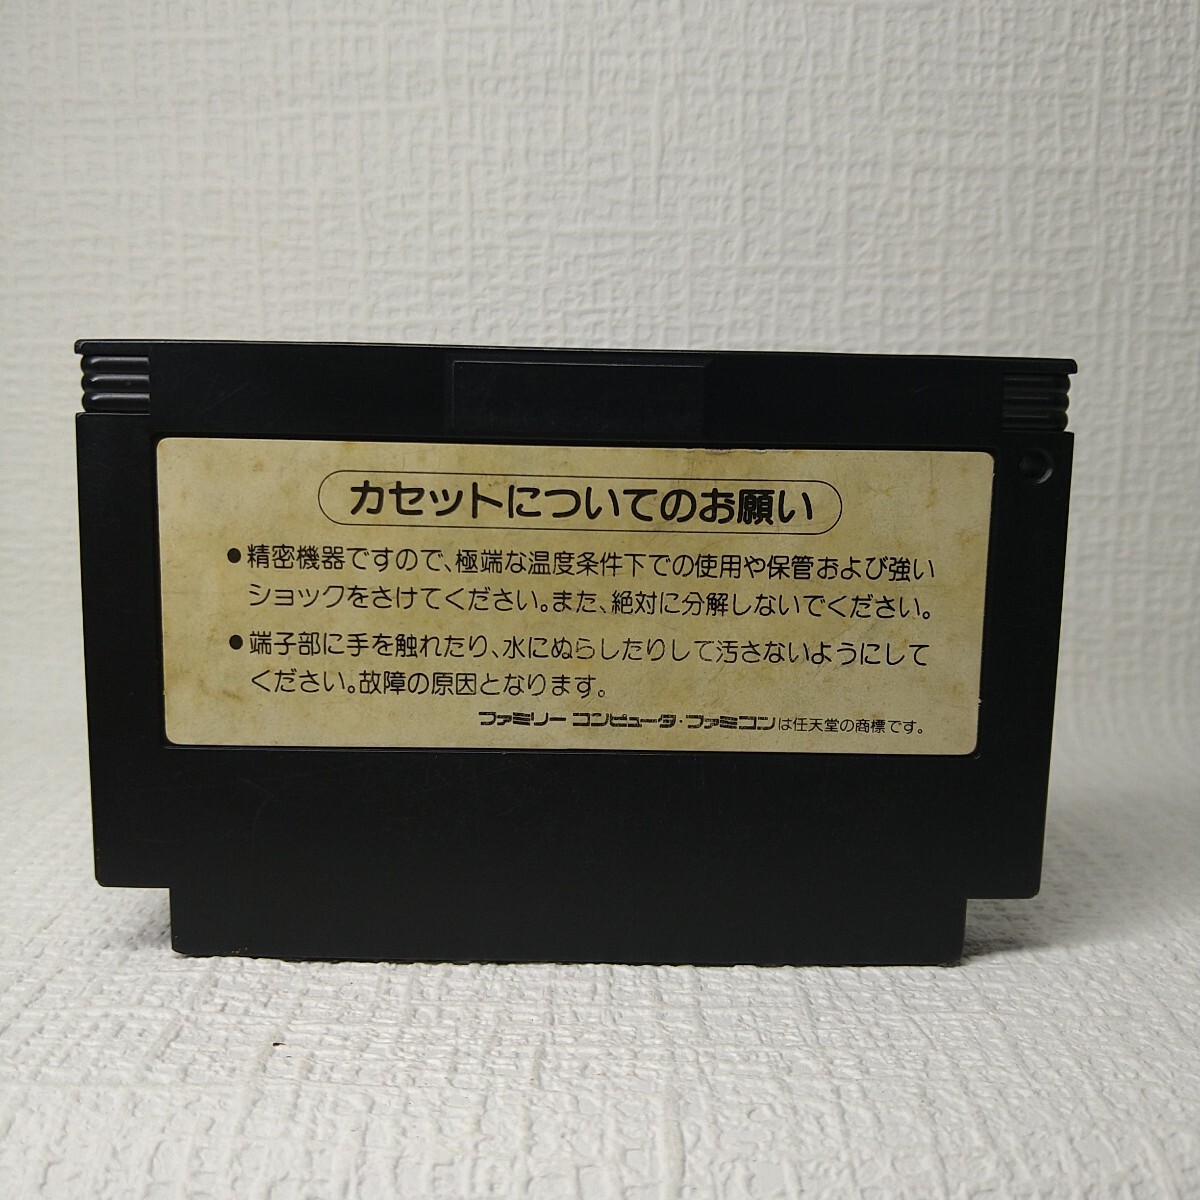 カセットについてのお願い
●精密機器ですので、極端な温度条件下での使用や保管および強い
ショックをさけてください。また、絶対に分解しないでください。
●端子部に手を触れたり、水にぬらしたりして汚さないようにして
ください。故障の原因となります。
ファミリーコンピュータ・ファミコンは任天堂の商標です。